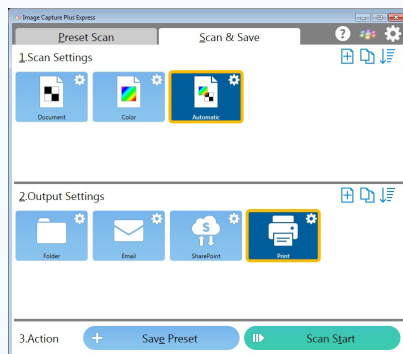 Image Capture Plus Express
Preset Scan
Scan & Save
?
1.Scan Settings
Document
Color
Automatic
2.Output Settings
Folder
Email
S
SharePoint
Print
3.Action
Save Preset
Scan Start